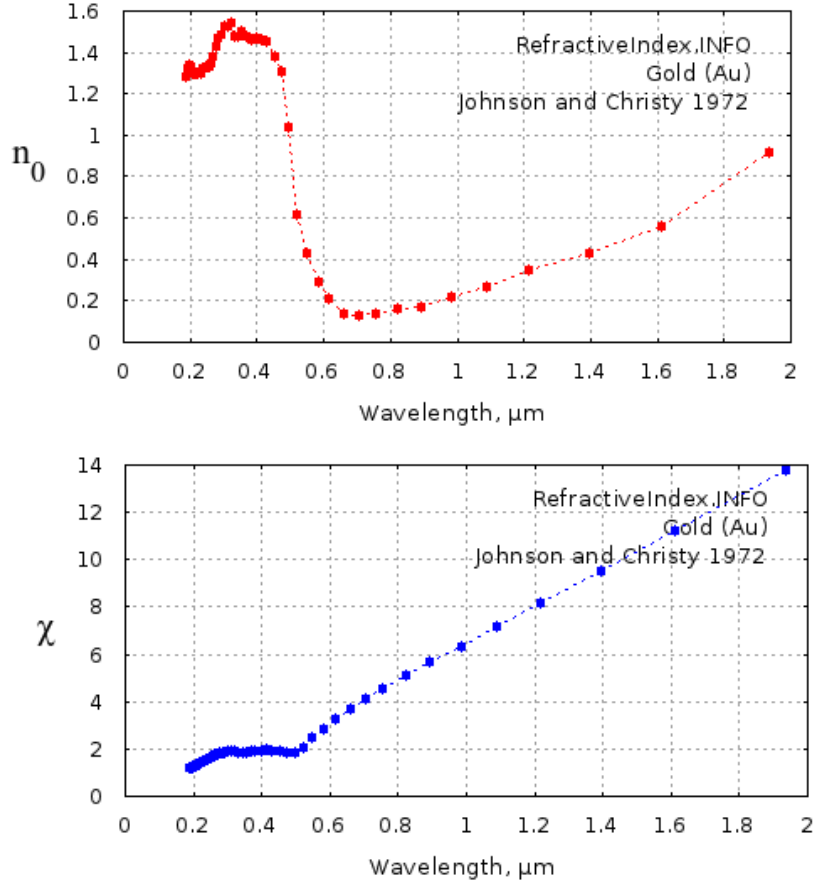 1.6
1.4
1.2
1
0.8
0.6
0.4
0.2
0
n0
RefractiveIndex.INFO
Gold (Au)
Johnson and Christy 1972
0 0.2 0.4 0.6 0.8 1 1.2 1.4 1.6 1.8 2
Wavelength, μm
14
12
10
8
6
4
2
0
χ
RefractiveIndex.INFO
Gold (Au)
Johnson and Christy 1972
0 0.2 0.4 0.6 0.8 1 1.2 1.4 1.6 1.8 2
Wavelength, μm